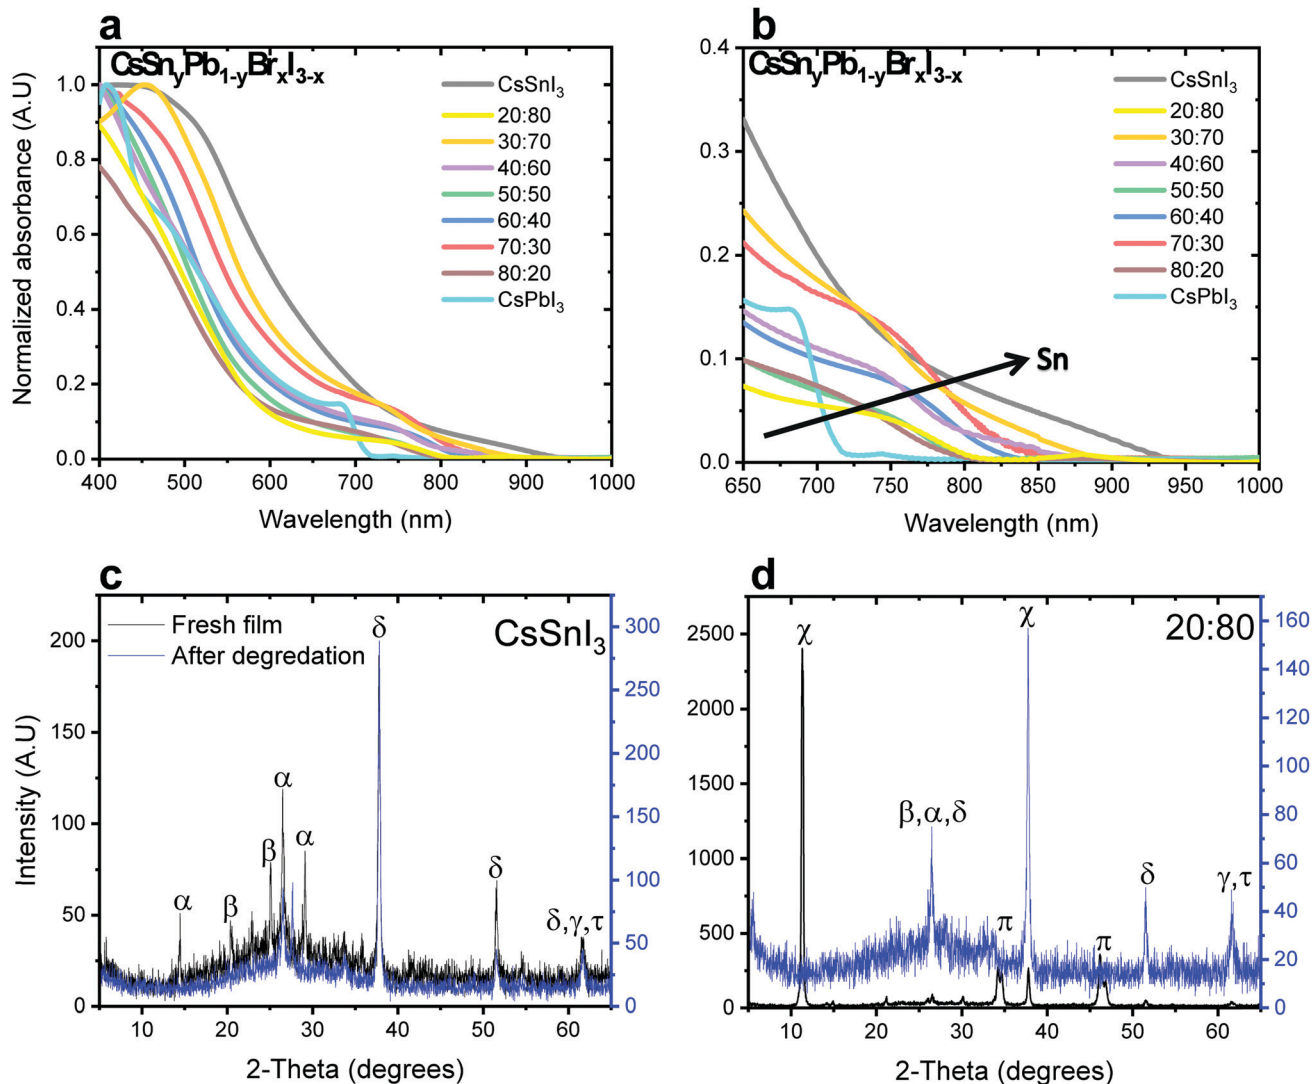 a
CsSnyPb1-yBrxI3-x
Normalized absorbance (A.U)
1.0
0.8
0.6
0.4
0.2
0.0
400 500 600 700 800 900 1000
Wavelength (nm)
CsSnI3
20:80
30:70
40:60
50:50
60:40
70:30
80:20
CsPbI3
b
CsSnyPb1-yBrxI3-x
0.4
0.3
0.2
0.1
0.0
650 700 750 800 850 900 950 1000
Wavelength (nm)
CsSnI3
20:80
30:70
40:60
50:50
60:40
70:30
80:20
CsPbI3
Sn
c
Fresh film
After degredation
CsSnI3
Intensity (A.U)
200
150
100
50
0
300
250
200
150
100
50
0
α
β
β
α
α
δ
δ
δ,γ,τ
10 20 30 40 50 60
2-Theta (degrees)
d
20:80
2500
2000
1500
1000
500
0
160
140
120
100
80
60
40
20
0
χ
β,α,δ
π
χ
π
δ
γ,τ
10 20 30 40 50 60
2-Theta (degrees)